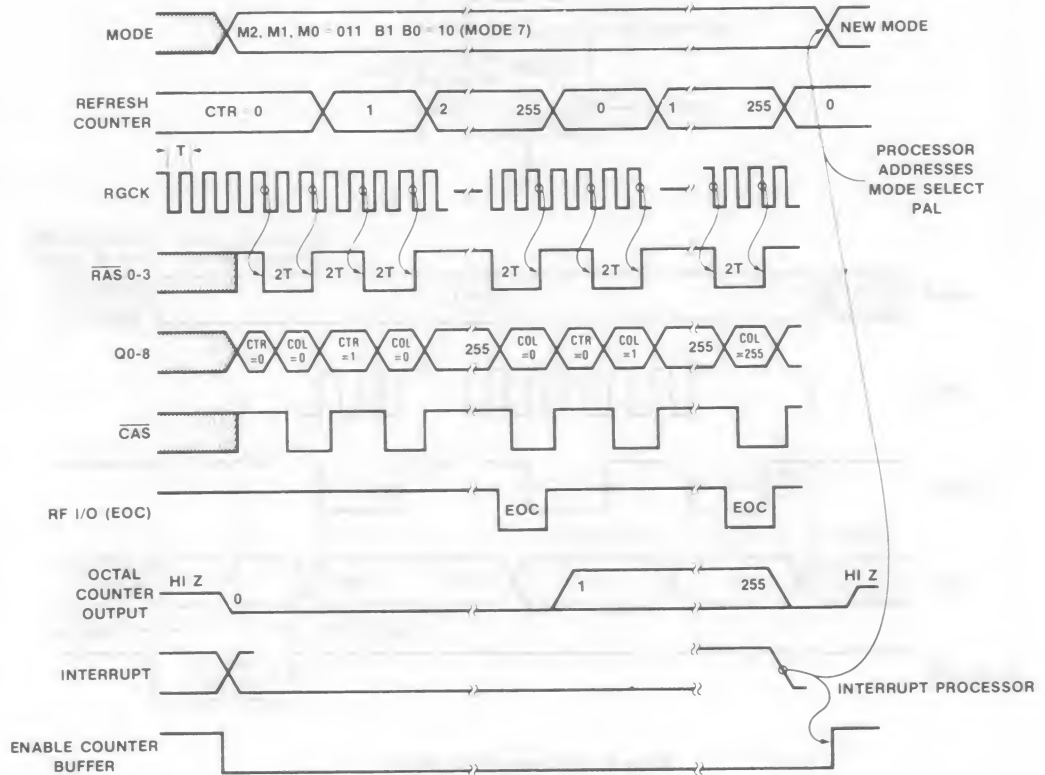 MODE
M2, M1, M0 = 011 B1 B0 = 10 (MODE 7)
NEW MODE
REFRESH
COUNTER
CTR = 0
1
2
255
0
1
255
0
T
RGCK
PROCESSOR
ADDRESSES
MODE SELECT
PAL
RAS 0-3
2T
2T
2T
2T
2T
2T
Q0-8
CTR
=0
COL
=0
CTR
=1
COL
=0
255
COL
=0
CTR
=0
COL
=1
255
COL
=255
CAS
RF I/O (EOC)
EOC
EOC
OCTAL
COUNTER
OUTPUT
HI Z
0
1
255
HI Z
INTERRUPT
INTERRUPT PROCESSOR
ENABLE COUNTER
BUFFER